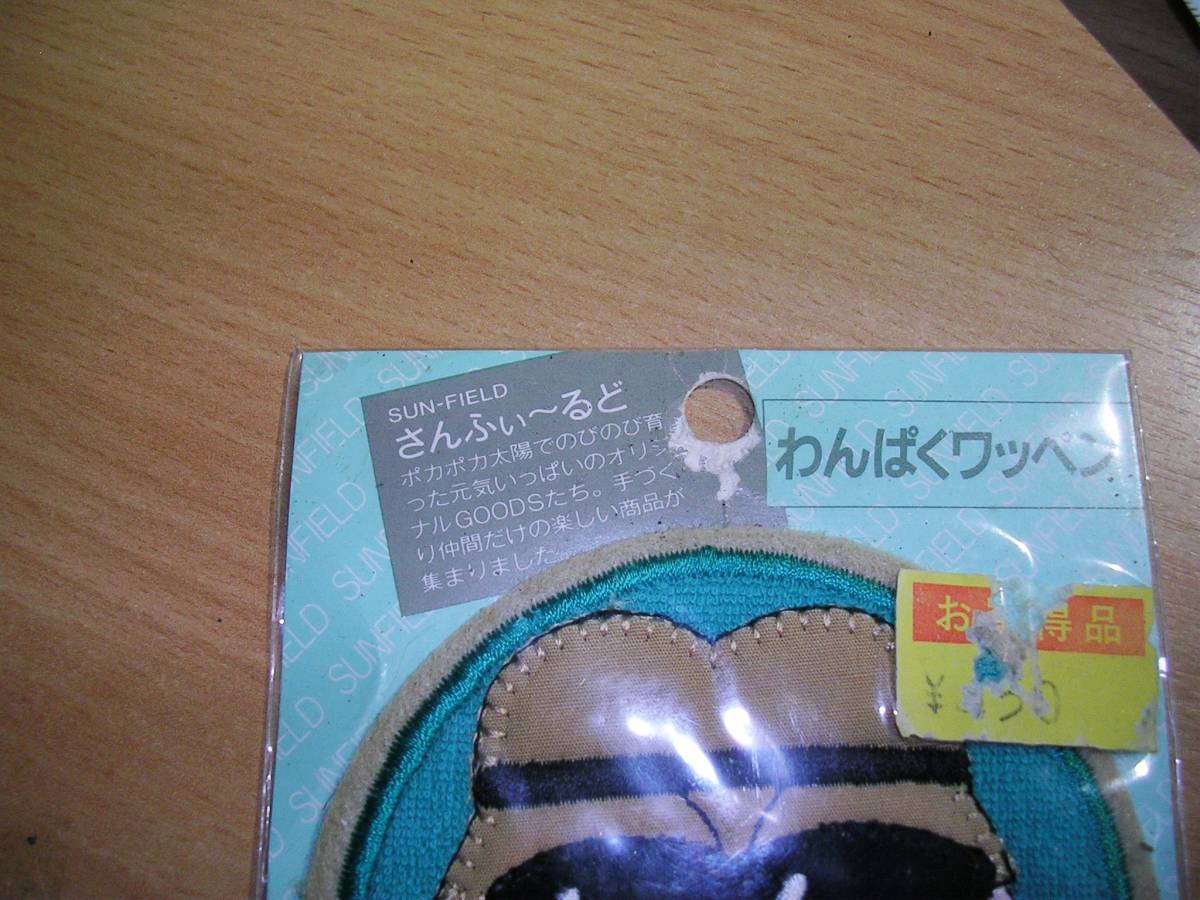 SUN-FIELD
さんふぃ〜るど
ポカポカ太陽でのびのび育
った元気いっぱいのオリジ
ナルGOODSたち。手づく
り仲間だけの楽しい商品が
集まりました
わんぱくワッペン
お 得品
¥ 50
SUNFIELD